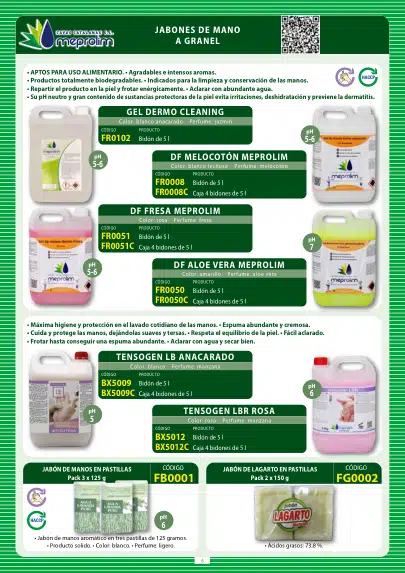 CAYPE CATALANAS S.L.
meprolim
JABONES DE MANO
A GRANEL
• APTOS PARA USO ALIMENTARIO. • Agradables e intensos aromas.
• Productos totalmente biodegradables. • Indicados para la limpieza y conservación de las manos.
• Repartir el producto en la piel y frotar enérgicamente. • Aclarar con abundante agua.
• Su pH neutro y gran contenido de sustancias protectoras de la piel evita irritaciones, deshidratación y previene la dermatitis.
HACCP
GEL DERMO CLEANING
Color: blanco anacarado Perfume: jazmin
CÓDIGO PRODUCTO
FR0102 Bidón de 5 l
pH
5-6
pH
5-6
DF MELOCOTÓN MEPROLIM
Color: blanco lechoso Perfume: melocoton
CÓDIGO PRODUCTO
FR0008 Bidón de 5 l
FR0008C Caja 4 bidones de 5 l
DF FRESA MEPROLIM
Color: rosa Perfume: fresa
CÓDIGO PRODUCTO
FR0051 Bidón de 5 l
FR0051C Caja 4 bidones de 5 l
pH
7
pH
5-6
DF ALOE VERA MEPROLIM
Color: amarillo Perfume: aloe vera
CÓDIGO PRODUCTO
FR0050 Bidón de 5 l
FR0050C Caja 4 bidones de 5 l
• Máxima higiene y protección en el lavado cotidiano de las manos. • Espuma abundante y cremosa.
• Cuida y protege las manos, dejándolas suaves y tersas. • Respeta el equilibrio de la piel. • Fácil aclarado.
• Frotar hasta conseguir una espuma abundante. • Aclarar con agua y secar bien.
TENSOGEN LB ANACARADO
Color: blanco Perfume: manzana
CÓDIGO PRODUCTO
BX5009 Bidón de 5 l
BX5009C Caja 4 bidones de 5 l
pH
6
pH
5
TENSOGEN LBR ROSA
Color: rosa Perfume: manzana
CÓDIGO PRODUCTO
BX5012 Bidón de 5 l
BX5012C Caja 4 bidones de 5 l
JABÓN DE MANOS EN PASTILLAS
Pack 3 x 125 g
CÓDIGO
FB0001
HACCP
pH
6
• Jabón de manos aromático en tres pastillas de 125 gramos.
• Producto solido. • Color: blanco. • Perfume: ligero.
JABÓN DE LAGARTO EN PASTILLAS
Pack 2 x 150 g
CÓDIGO
FG0002
LAGARTO
• Ácidos grasos: 73,8 %.